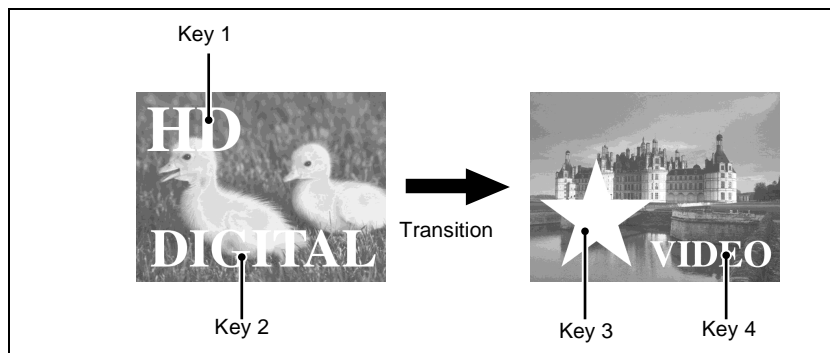 Key 1
HD
DIGITAL
Key 2
Transition
VIDEO
Key 3
Key 4